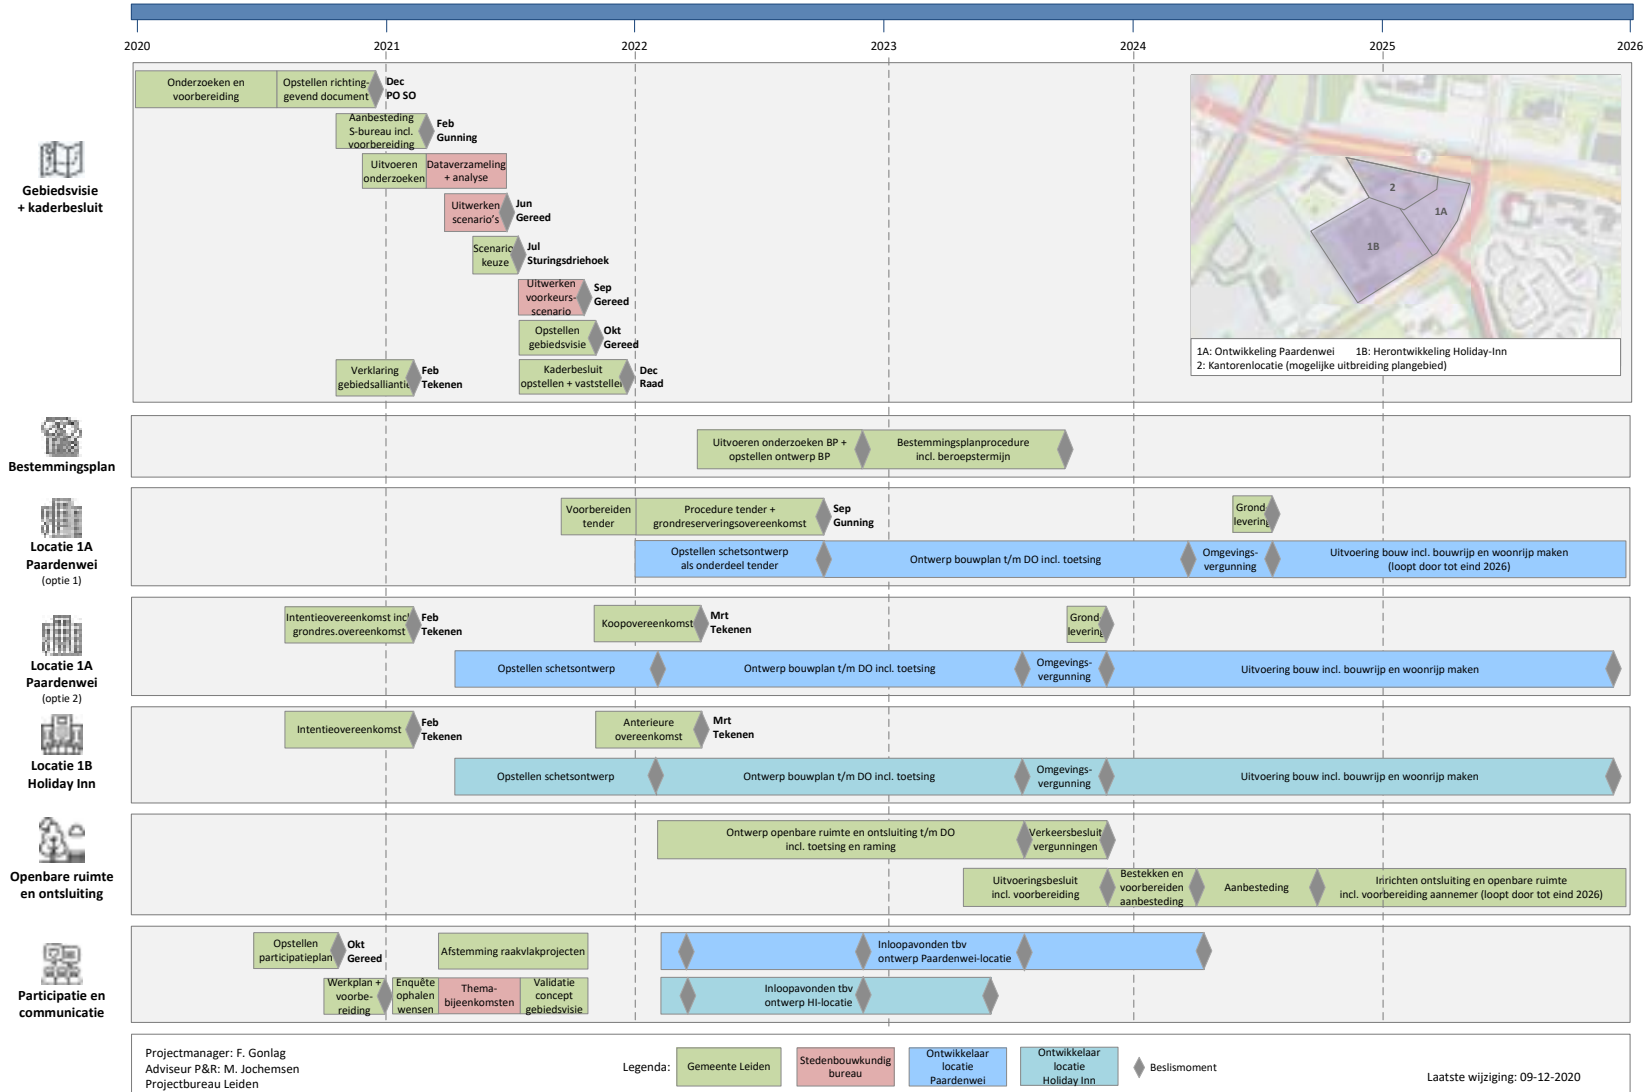 2020
2021
2022
2023
2024
2025
2026
Gebiedsvisie
+ kaderbesluit
Onderzoeken en
voorbereiding
Opstellen richting-
gevend document
Dec
PO SO
Aanbesteding
S-bureau incl.
voorbereiding
Feb
Gunning
Uitvoeren
onderzoeken
Dataverzameling
+ analyse
Uitwerken
scenario's
Jun
Gereed
Scenario
keuze
Jul
Sturingsdriehoek
Uitwerken
voorkeurs-
scenario
Sep
Gereed
Opstellen
gebiedsvisie
Okt
Gereed
Verklaring
gebiedsalliantie
Feb
Tekenen
Kaderbesluit
opstellen + vaststellen
Dec
Raad
2
1A
1B
1A: Ontwikkeling Paardenwei 1B: Herontwikkeling Holiday-Inn
2: Kantorenlocatie (mogelijke uitbreiding plangebied)
Bestemmingsplan
Uitvoeren onderzoeken BP +
opstellen ontwerp BP
Bestemmingsplanprocedure
incl. beroepstermijn
Locatie 1A
Paardenwei
(optie 1)
Voorbereiden
tender
Procedure tender +
grondreserveringsovereenkomst
Sep
Gunning
Grond
levering
Opstellen schetsontwerp
als onderdeel tender
Ontwerp bouwplan t/m DO incl. toetsing
Omgevings-
vergunning
Uitvoering bouw incl. bouwrijp en woonrijp maken
(loopt door tot eind 2026)
Locatie 1A
Paardenwei
(optie 2)
Intentieovereenkomst incl
grondres.overeenkomst
Feb
Tekenen
Koopovereenkomst
Mrt
Tekenen
Grond
levering
Opstellen schetsontwerp
Ontwerp bouwplan t/m DO incl. toetsing
Omgevings-
vergunning
Uitvoering bouw incl. bouwrijp en woonrijp maken
Locatie 1B
Holiday Inn
Intentieovereenkomst
Feb
Tekenen
Anterieure
overeenkomst
Mrt
Tekenen
Opstellen schetsontwerp
Ontwerp bouwplan t/m DO incl. toetsing
Omgevings-
vergunning
Uitvoering bouw incl. bouwrijp en woonrijp maken
Openbare ruimte
en ontsluiting
Ontwerp openbare ruimte en ontsluiting t/m DO
incl. toetsing en raming
Verkeersbesluit
vergunningen
Uitvoeringsbesluit
incl. voorbereiding
Bestekken en
voorbereiden
aanbesteding
Aanbesteding
Inrichten ontsluiting en openbare ruimte
incl. voorbereiding aannemer (loopt door tot eind 2026)
Participatie en
communicatie
Opstellen
participatieplan
Okt
Gereed
Afstemming raakvlakprojecten
Inloopavonden tbv
ontwerp Paardenwei-locatie
Werkplan +
voorbe-
reiding
Enquête
ophalen
wensen
Thema-
bijeenkomsten
Validatie
concept
gebiedsvisie
Inloopavonden tbv
ontwerp HI-locatie
Projectmanager: F. Gonlag
Adviseur P&R: M. Jochemsen
Projectbureau Leiden
Legenda:
Gemeente Leiden
Stedenbouwkundig
bureau
Ontwikkelaar
locatie
Paardenwei
Ontwikkelaar
locatie
Holiday Inn
Beslismoment
Laatste wijziging: 09-12-2020